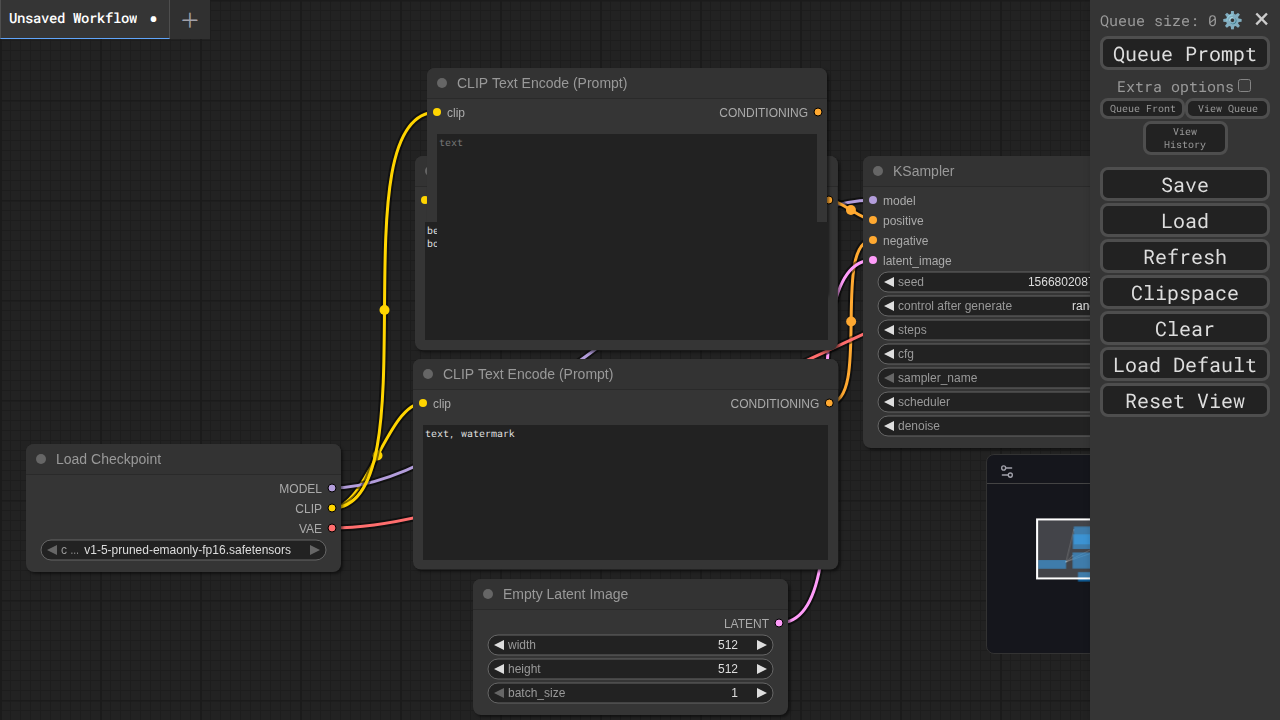 Unsaved Workflow
Queue size: 0
Queue Prompt
Extra options
Queue Front
View Queue
View
History
Save
Load
Refresh
Clipspace
Clear
Load Default
Reset View
CLIP Text Encode (Prompt)
clip
CONDITIONING
text
be
bo
KSampler
model
positive
negative
latent_image
seed
1566802087
control after generate
ran
steps
cfg
sampler_name
scheduler
denoise
CLIP Text Encode (Prompt)
clip
CONDITIONING
text, watermark
Load Checkpoint
MODEL
CLIP
VAE
c ... v1-5-pruned-emaonly-fp16.safetensors
Empty Latent Image
LATENT
width 512
height 512
batch_size 1